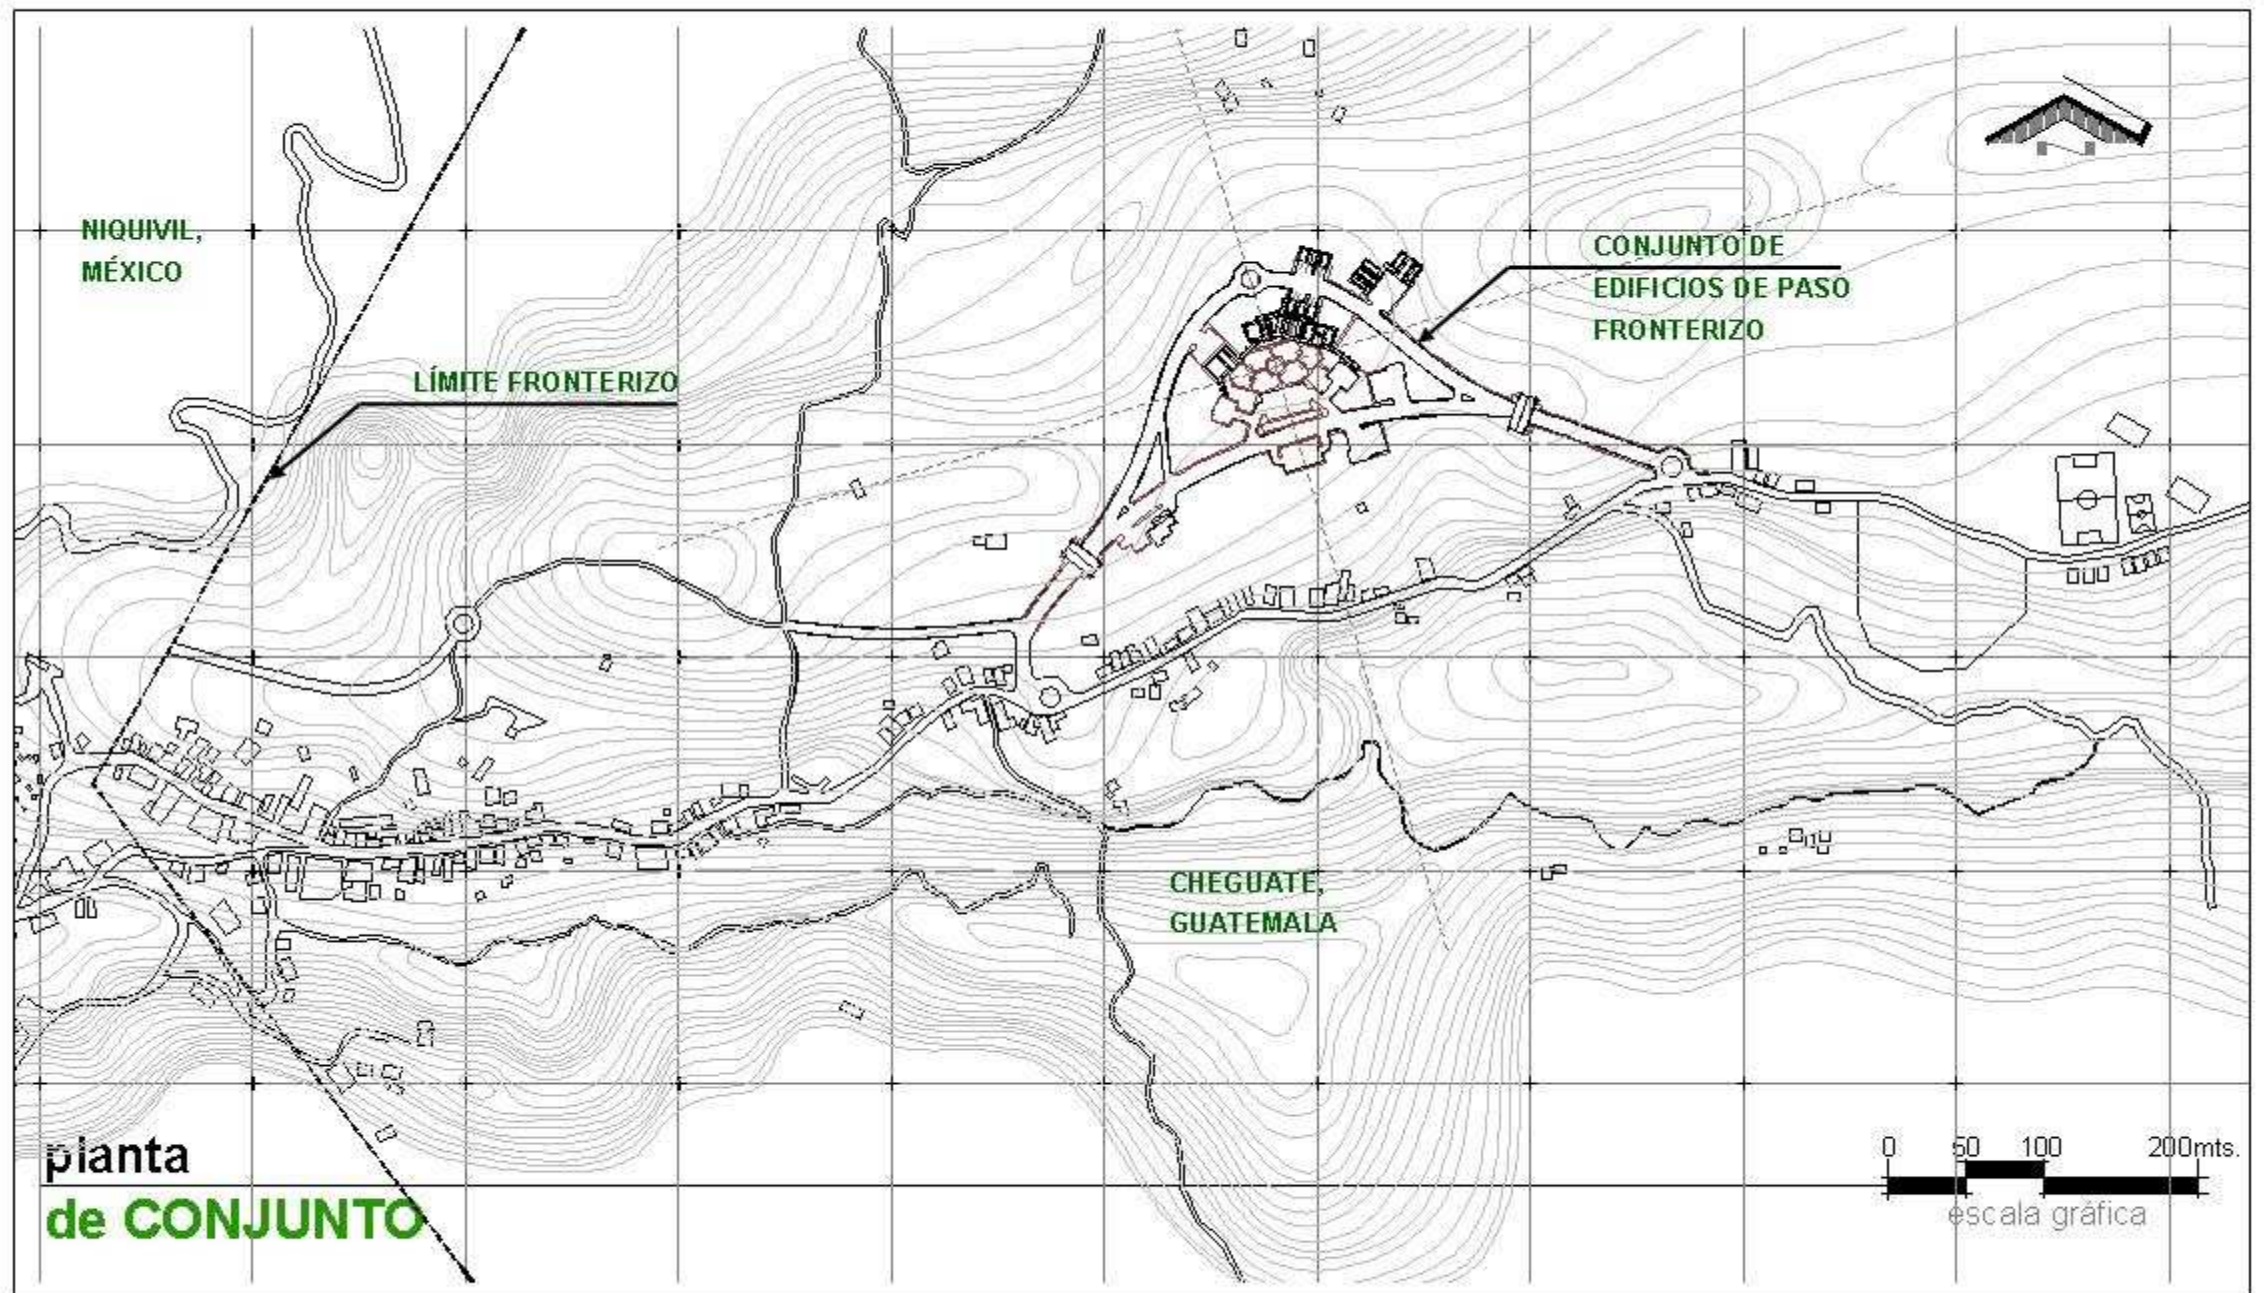 NIQUIVIL,
MÉXICO
LÍMITE FRONTERIZO
CONJUNTO DE
EDIFICIOS DE PASO
FRONTERIZO
CHEGUATE,
GUATEMALA
planta
de CONJUNTO
0 50 100 200mts.
escala gráfica